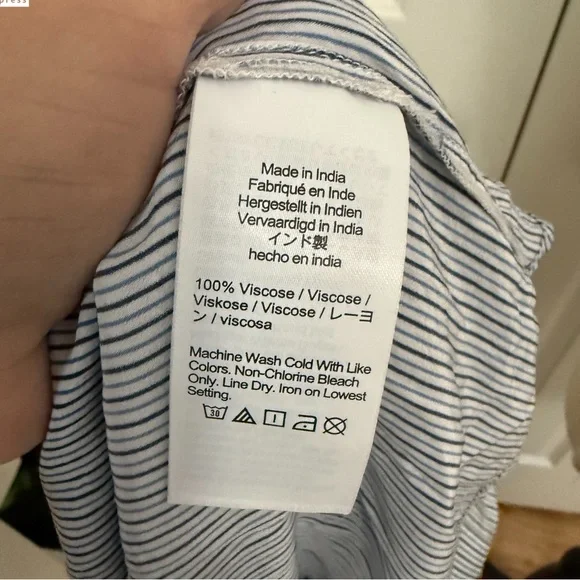 press
Made in India
Fabriqué en Inde
Hergestellt in Indien
Vervaardigd in India
インド製
hecho en india
100% Viscose / Viscose /
Viskose / Viscose / レーヨ
ン / viscosa
Machine Wash Cold With Like
Colors. Non-Chlorine Bleach
Only. Line Dry. Iron on Lowest
Setting.
30